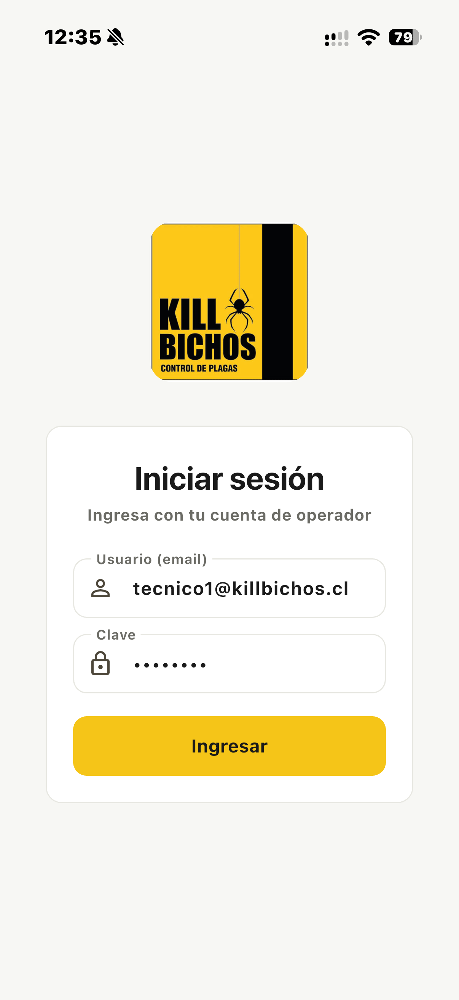 12:35
79
KILL
BICHOS
CONTROL DE PLAGAS
Iniciar sesión
Ingresa con tu cuenta de operador
Usuario (email)
tecnico1@killbichos.cl
Clave
••••••••
Ingresar